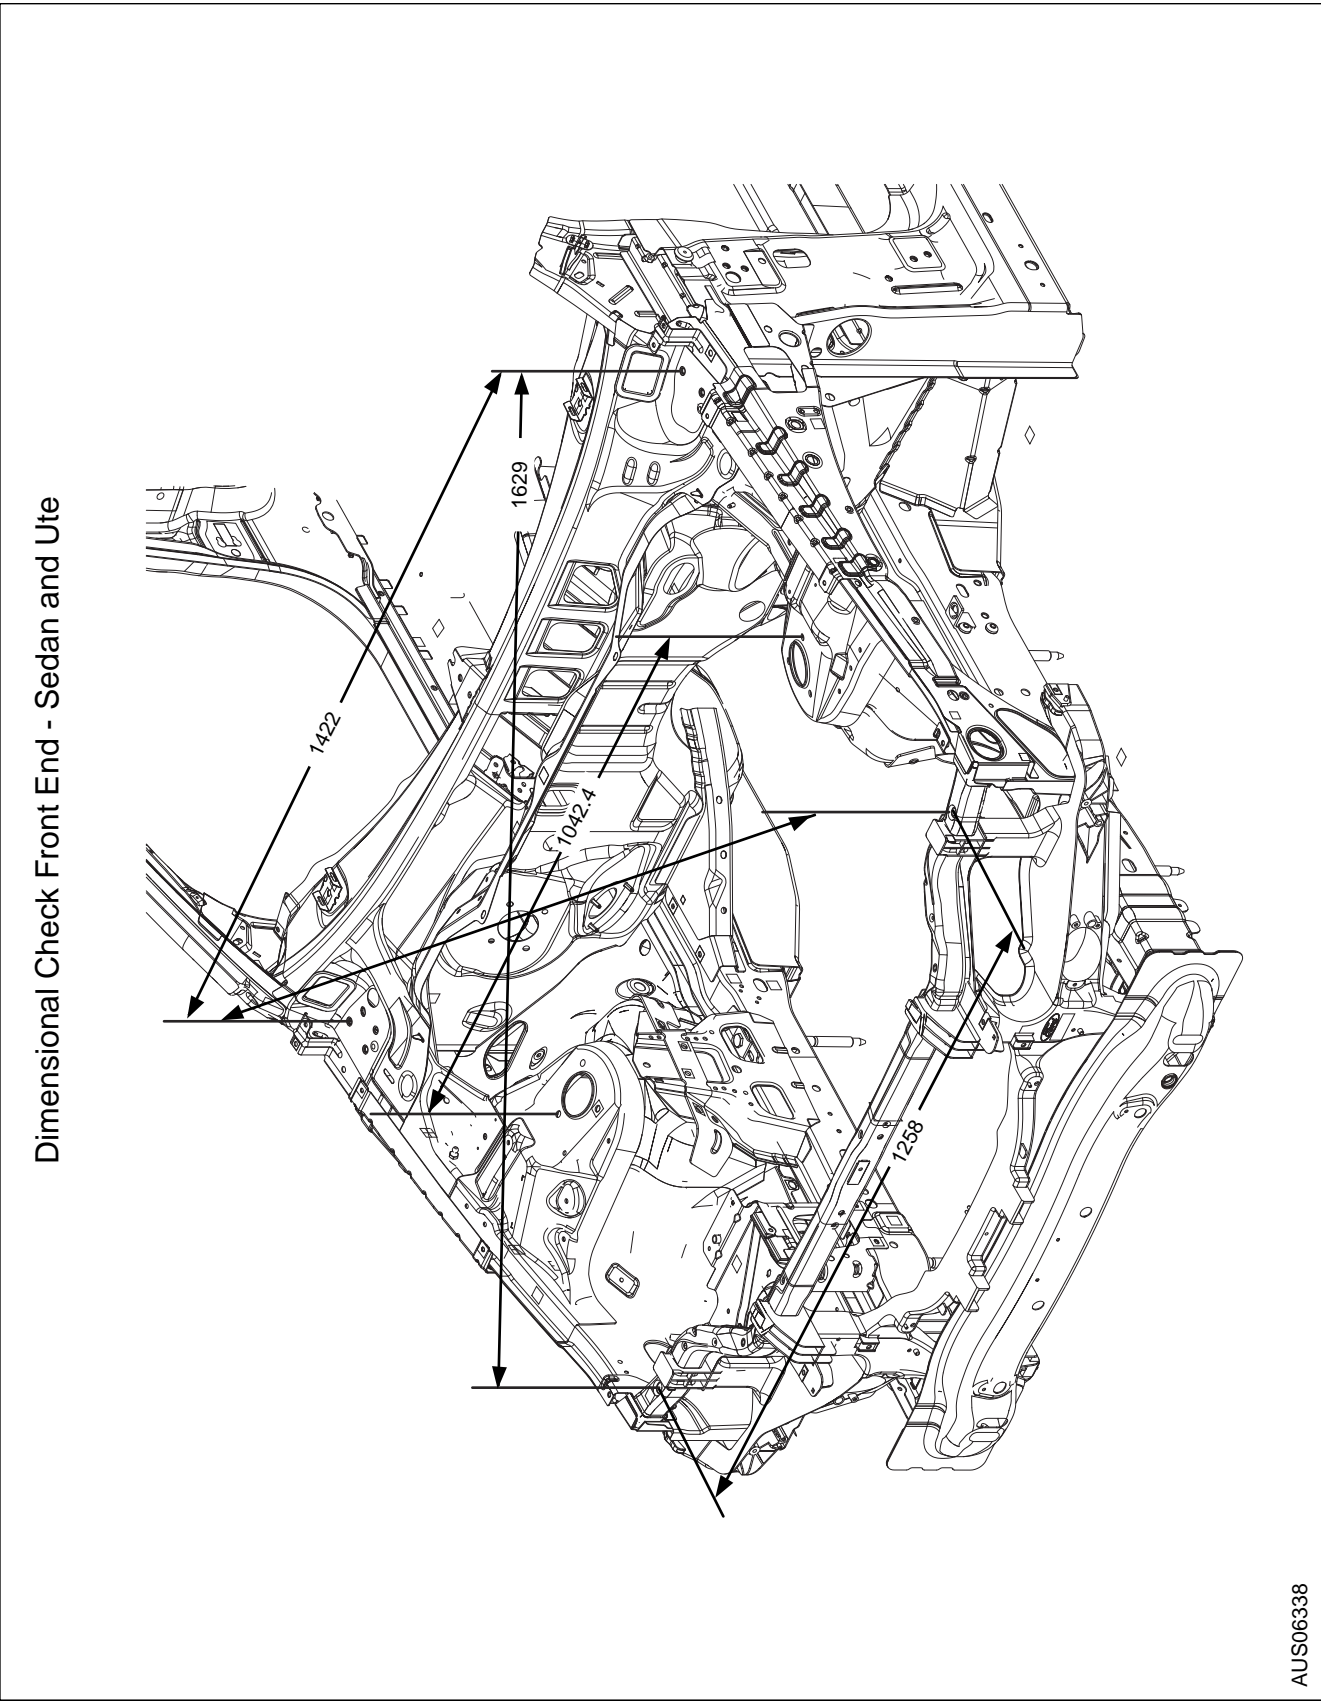 Dimensional Check Front End - Sedan and Ute
1422
1629
1042.4
1258
AUS06338